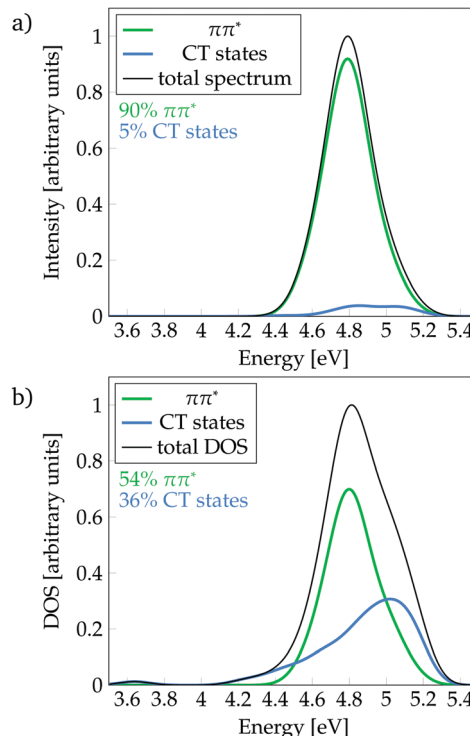 a)
ππ*
CT states
total spectrum
90% ππ*
5% CT states
Intensity [arbitrary units]
1
0.8
0.6
0.4
0.2
0
3.6 3.8 4 4.2 4.4 4.6 4.8 5 5.2 5.4
Energy [eV]
b)
ππ*
CT states
total DOS
54% ππ*
36% CT states
DOS [arbitrary units]
1
0.8
0.6
0.4
0.2
0
3.6 3.8 4 4.2 4.4 4.6 4.8 5 5.2 5.4
Energy [eV]